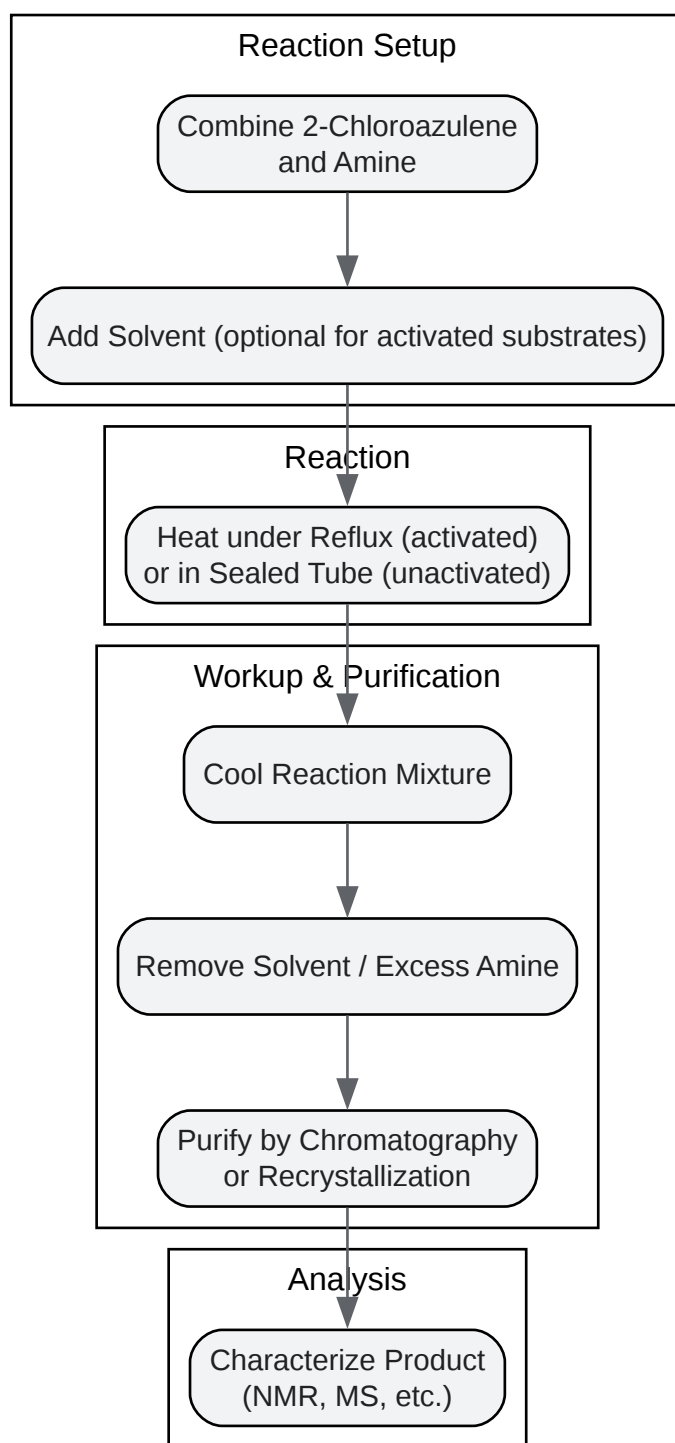 Reaction Setup
Combine 2-Chloroazulene
and Amine
Add Solvent (optional for activated substrates)
Reaction
Heat under Reflux (activated)
or in Sealed Tube (unactivated)
Workup & Purification
Cool Reaction Mixture
Remove Solvent / Excess Amine
Purify by Chromatography
or Recrystallization
Analysis
Characterize Product
(NMR, MS, etc.)